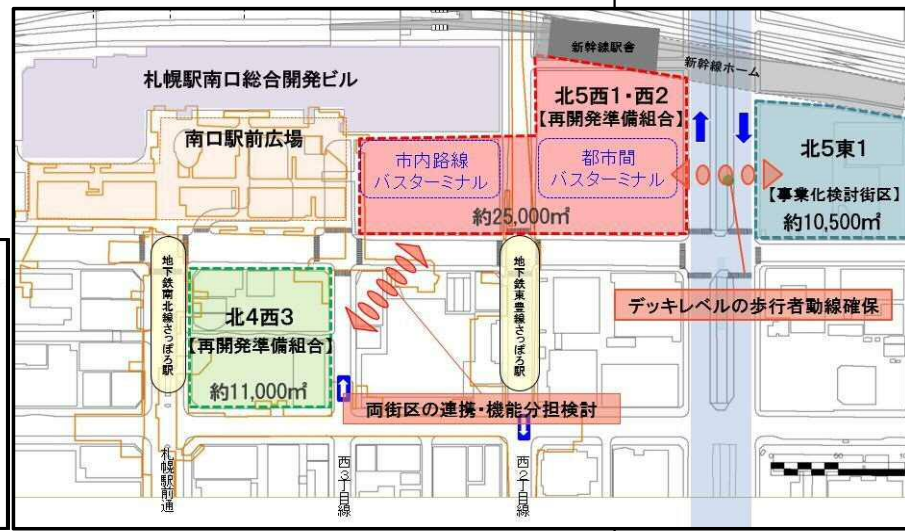 新幹線駅舎
新幹線ホーム
札幌駅南口総合開発ビル
北5西1・西2
【再開発準備組合】
南口駅前広場
市内路線
バスターミナル
都市間
バスターミナル
北5東1
【事業化検討街区】
約10,500㎡
約25,000㎡
地下鉄南北線さっぽろ駅
地下鉄東豊線さっぽろ駅
北4西3
【再開発準備組合】
約11,000㎡
デッキレベルの歩行者動線確保
両街区の連携・機能分担検討
札幌駅前通
西3丁目線
西2丁目線